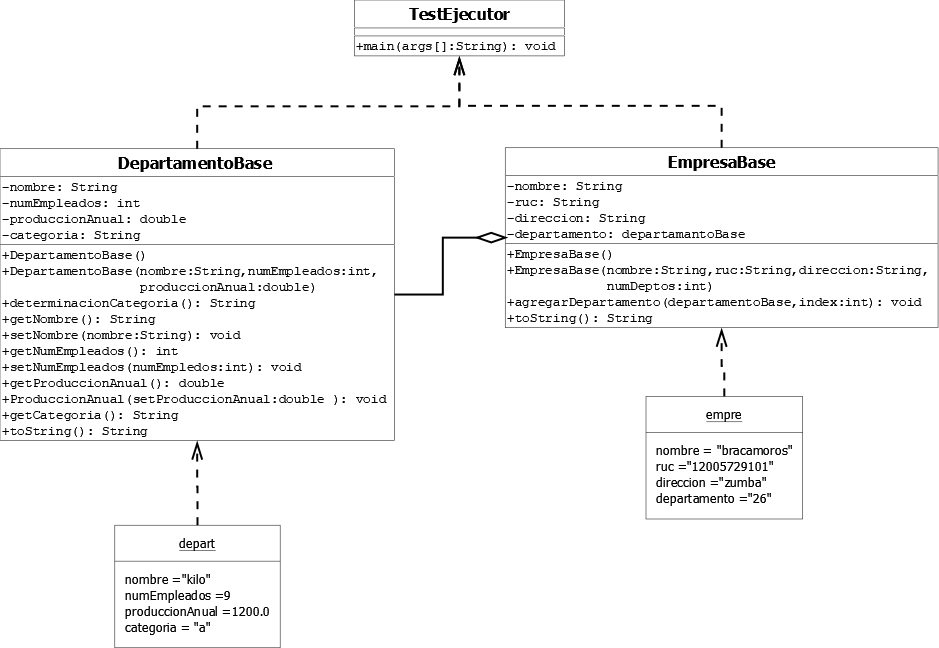 TestEjecutor
+main(args[]:String): void
DepartamentoBase
-nombre: String
-numEmpleados: int
-produccionAnual: double
-categoria: String
+DepartamentoBase()
+DepartamentoBase(nombre:String,numEmpleados:int,
produccionAnual:double)
+determinacionCategoria(): String
+getNombre(): String
+setNombre(nombre:String): void
+getNumEmpleados(): int
+setNumEmpleados(numEmpledos:int): void
+getProduccionAnual(): double
+ProduccionAnual(setProduccionAnual:double ): void
+getCategoria(): String
+toString(): String
EmpresaBase
-nombre: String
-ruc: String
-direccion: String
-departamento: departamantoBase
+EmpresaBase()
+EmpresaBase(nombre:String,ruc:String,direccion:String,
numDeptos:int)
+agregarDepartamento(departamentoBase,index:int): void
+toString(): String
empre
nombre = "bracamoros"
ruc ="12005729101"
direccion ="zumba"
departamento ="26"
depart
nombre ="kilo"
numEmpleados =9
produccionAnual =1200.0
categoria = "a"